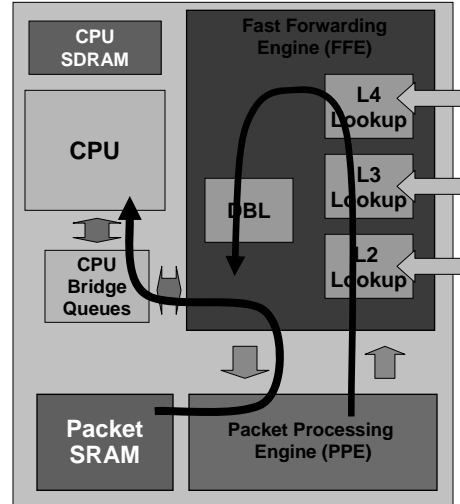 CPU
SDRAM
Fast Forwarding
Engine (FFE)
L4
Lookup
CPU
L3
Lookup
DBL
L2
Lookup
CPU
Bridge
Queues
Packet
SRAM
Packet Processing
Engine (PPE)